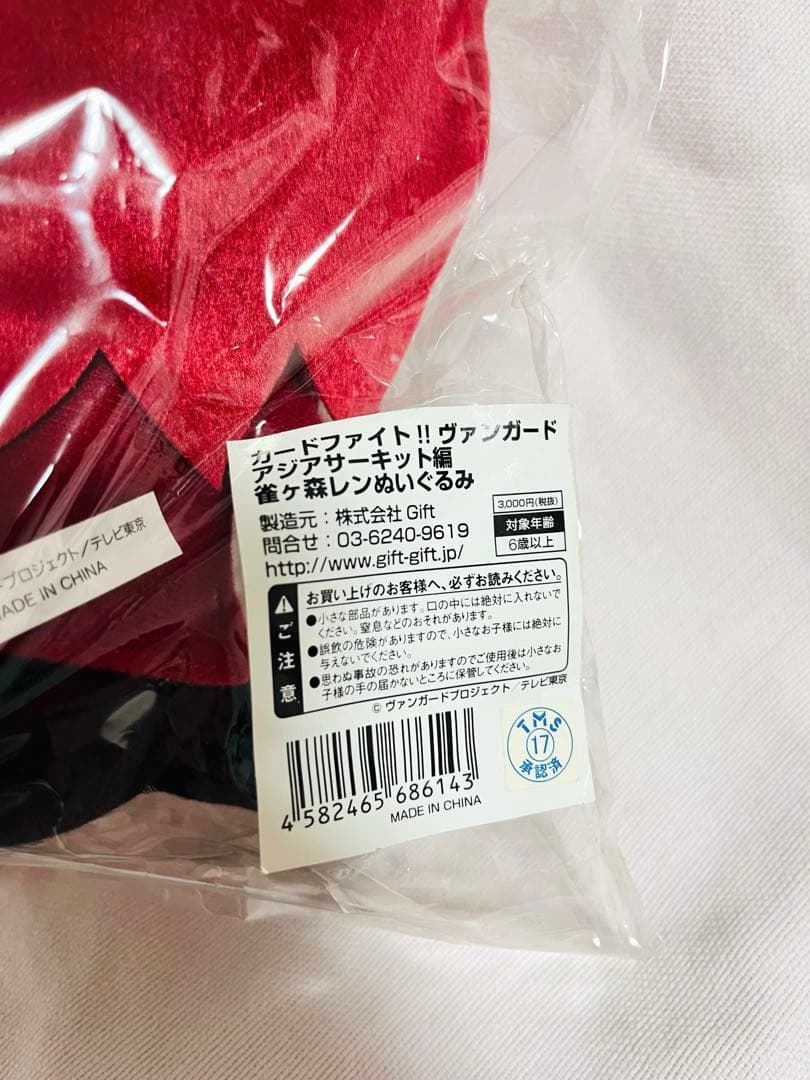 カードファイト!! ヴァンガード
アジアサーキット編
雀ヶ森レンぬいぐるみ
製造元：株式会社 Gift
問合せ：03-6240-9619
http://www.gift-gift.jp/
3,000円(税抜)
対象年齢
6歳以上
ご注意
お買い上げのお客様へ、必ずお読みください。
●小さな部品があります。口の中には絶対に入れないで
ください。窒息などのおそれがあります。
●誤飲の危険がありますので、小さなお子様には絶対に
与えないでください。
●思わぬ事故の恐れがありますのでご使用後は小さなお
子様の手の届かないところに保管してください。
© ヴァンガードプロジェクト／テレビ東京
4 582465 686143
MADE IN CHINA
TMS
17
承認済
プロジェクト／テレビ東京
MADE IN CHINA